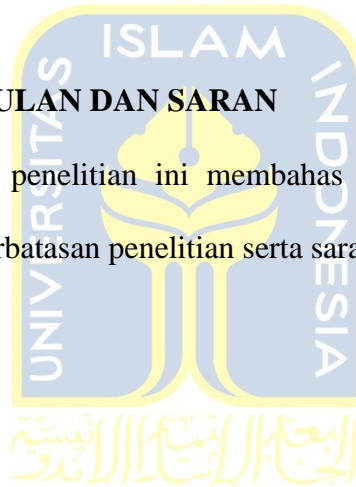 ISLAM
UNIVERSITAS
INDONESIA
ULAN DAN SARAN
penelitian ini membahas
rbatasan penelitian serta sara